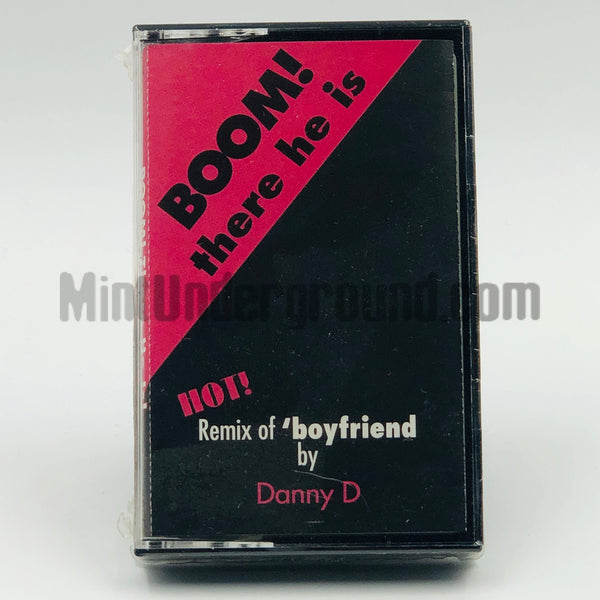 BOOM!
there he is
MintUnderground.com
HOT!
Remix of 'boyfriend
by
Danny D